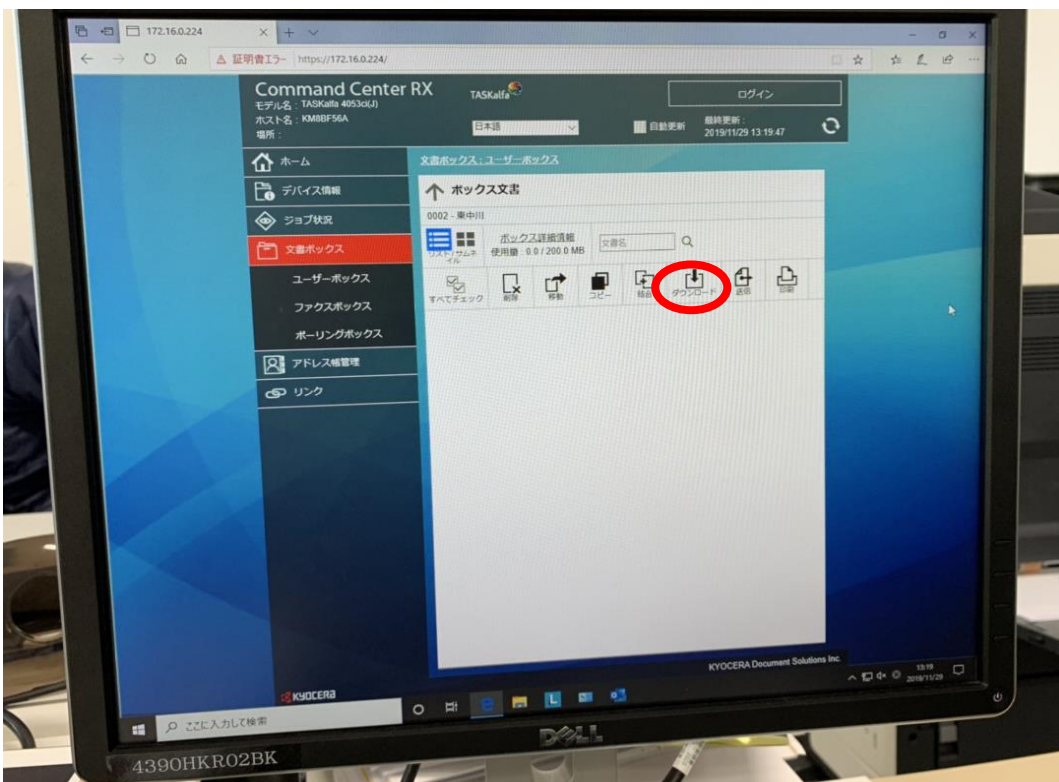 172.16.0.224
証明書エラー https://172.16.0.224/
Command Center RX
モデル名 : TASKalfa 4053ci(J)
ホスト名 : KM8BF56A
場所 :
TASKalfa
日本語
ログイン
自動更新
最終更新 :
2019/11/29 13:19:47
ホーム
デバイス情報
ジョブ状況
文書ボックス
ユーザーボックス
ファクスボックス
ポーリングボックス
アドレス帳管理
リンク
文書ボックス : ユーザーボックス
ボックス文書
0002 - 東中川
リスト / サムネイル
ボックス詳細情報
使用量 : 0.0 / 200.0 MB
文書名
すべてチェック
削除
移動
コピー
結合
ダウンロード
送信
印刷
KYOCERA Document Solutions Inc.
KYOCERA
ここに入力して検索
13:19
2019/11/29
DELL
4390HKR02BK